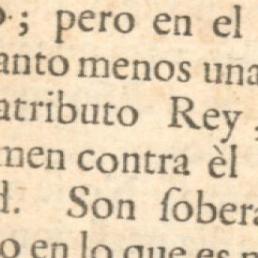 o.; pero en el
anto menos una
atributo Rey,
men contra èl
d. Son ſobera
o en lo que es